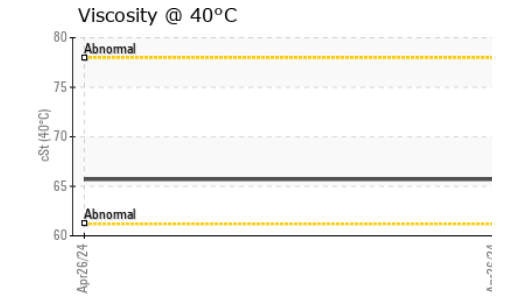 Viscosity @ 40°C
80
Abnormal
75
cSt (40°C)
70
65
Abnormal
60
Apr26/24